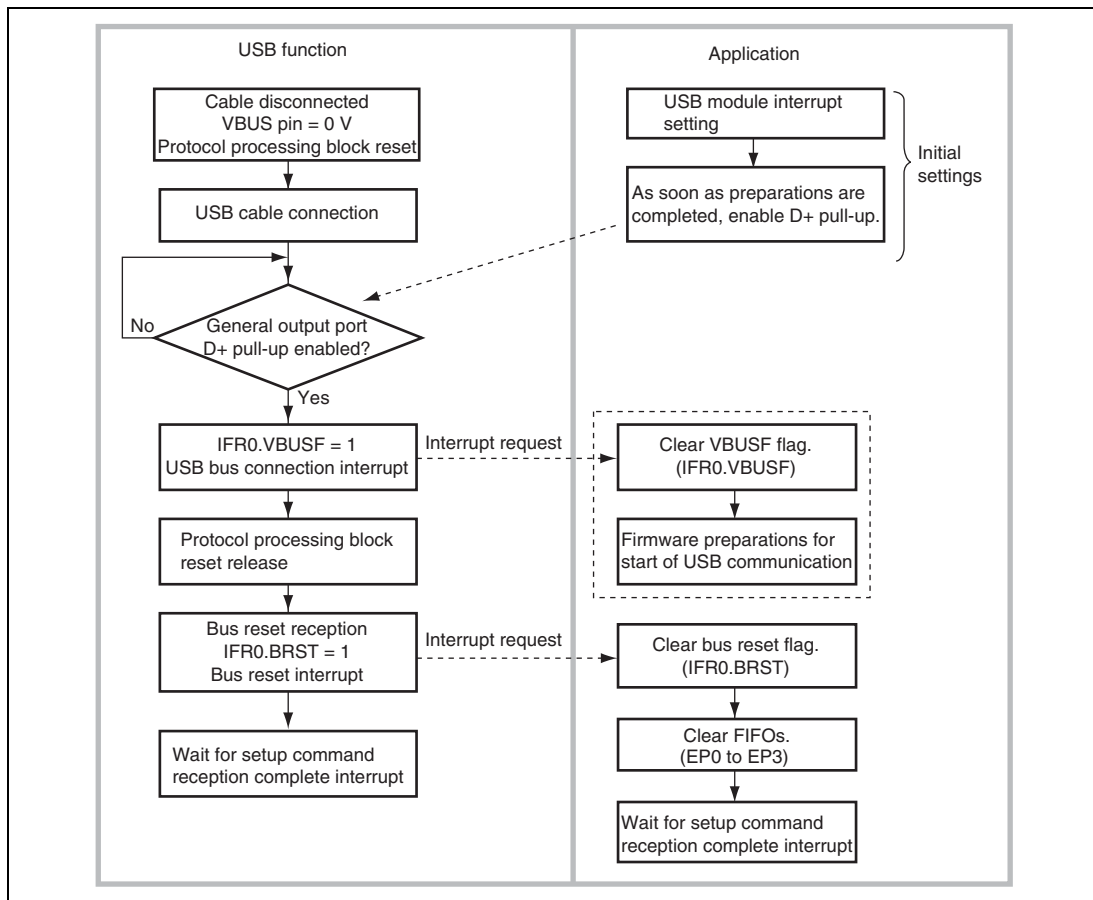 USB function
Cable disconnected
VBUS pin = 0 V
Protocol processing block reset
USB cable connection
No
General output port
D+ pull-up enabled?
Yes
IFR0.VBUSF = 1
USB bus connection interrupt
Interrupt request
Protocol processing block
reset release
Bus reset reception
IFR0.BRST = 1
Bus reset interrupt
Interrupt request
Wait for setup command
reception complete interrupt
Application
USB module interrupt
setting
As soon as preparations are
completed, enable D+ pull-up.
Initial
settings
Clear VBUSF flag.
(IFR0.VBUSF)
Firmware preparations for
start of USB communication
Clear bus reset flag.
(IFR0.BRST)
Clear FIFOs.
(EP0 to EP3)
Wait for setup command
reception complete interrupt